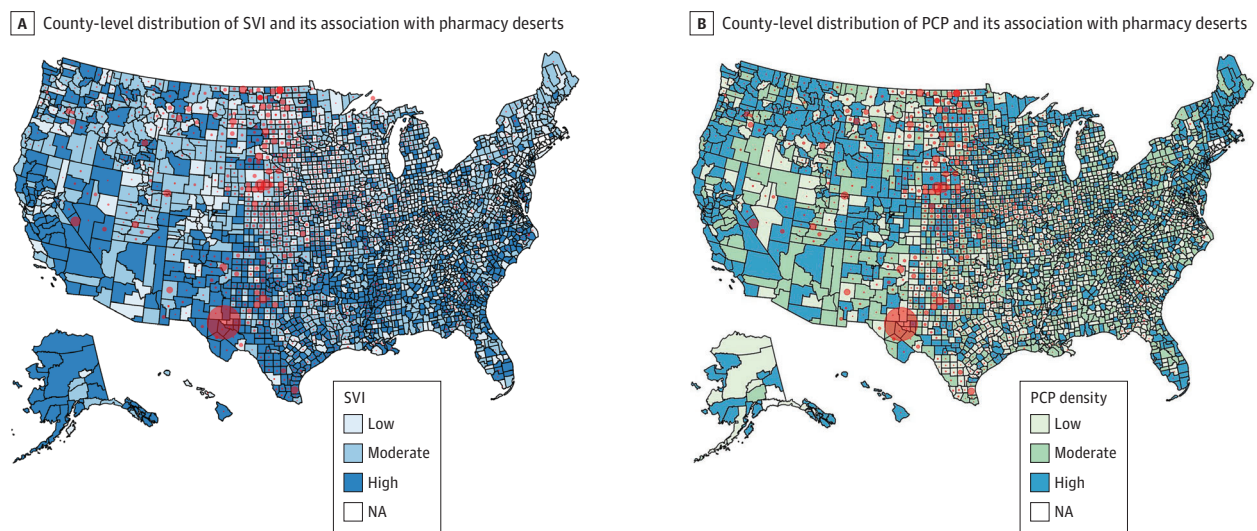 A County-level distribution of SVI and its association with pharmacy deserts
SVI
Low
Moderate
High
NA
B County-level distribution of PCP and its association with pharmacy deserts
PCP density
Low
Moderate
High
NA